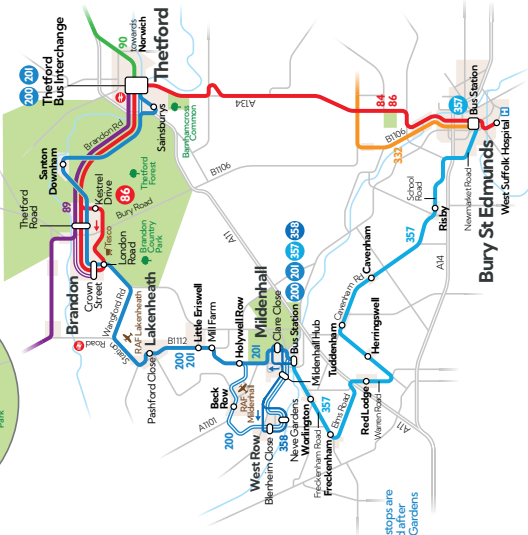 Park
90
towards
Norwich
200 201
Thetford
Bus Interchange
Thetford
Sainsburys
Barnhamcross
Common
A134
Brandon Rd
Santon
Downham
Thetford
Forest
89
Kestrel
Drive
86
Bury Road
B1106
Thetford
Road
Tesco
London
Road
Brandon
Country
Park
Brandon
Crown
Street
Wangford Rd
RAF Lakenheath
Station
Road
Lakenheath
Pashford Close
B1112
A11
200
201
Little Eriswell
Mill Farm
Holywell Row
Mildenhall
200 201 357 358
201
Clare Close
Bus Station
Mildenhall Hub
Beck
Row
RAF
Mildenhall
A1101
200
West Row
Blenheim Close
358
Neve Gardens
Worlington
357
Freckenham Road
Freckenham
Elms Road
Red Lodge
Warren Road
A11
Herringswell
Tuddenham
Cavenham Rd
Cavenham
357
A14
Risby
School
Road
Newmarket Road
84
86
B1106
332
357
Bus Station
Bury St Edmunds
West Suffolk Hospital H
stops are
d after
Gardens